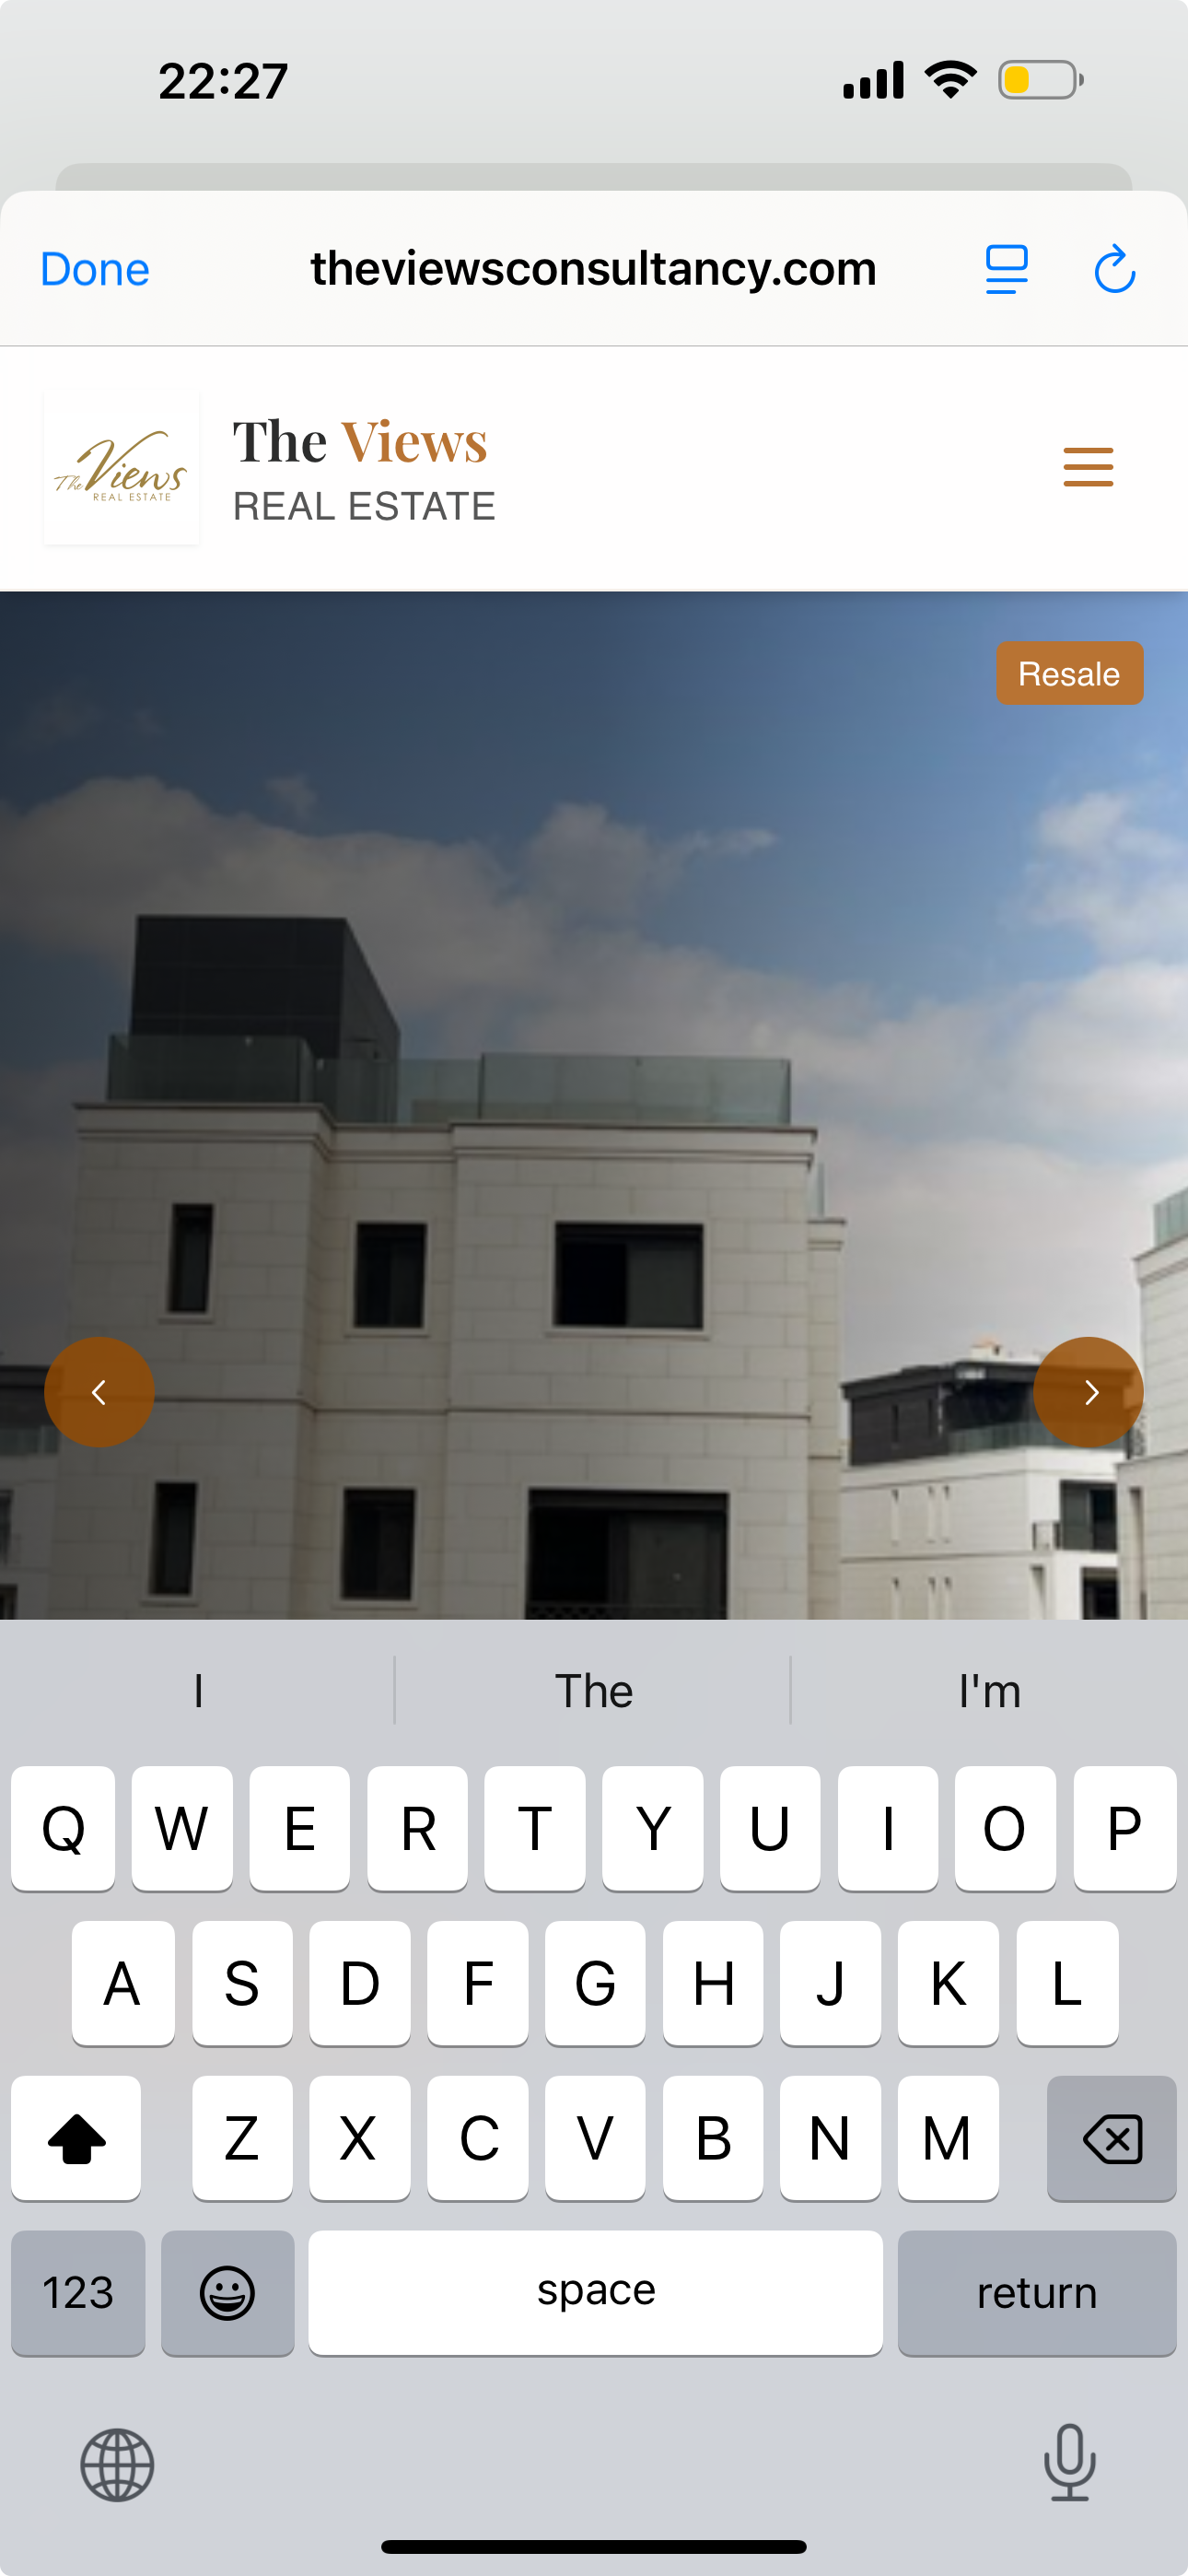 22:27
Done
theviewsconsultancy.com
The Views
REAL ESTATE
The Views
REAL ESTATE
Resale
I
The
I'm
Q W E R T Y U I O P
A S D F G H J K L
Z X C V B N M
123
space
return